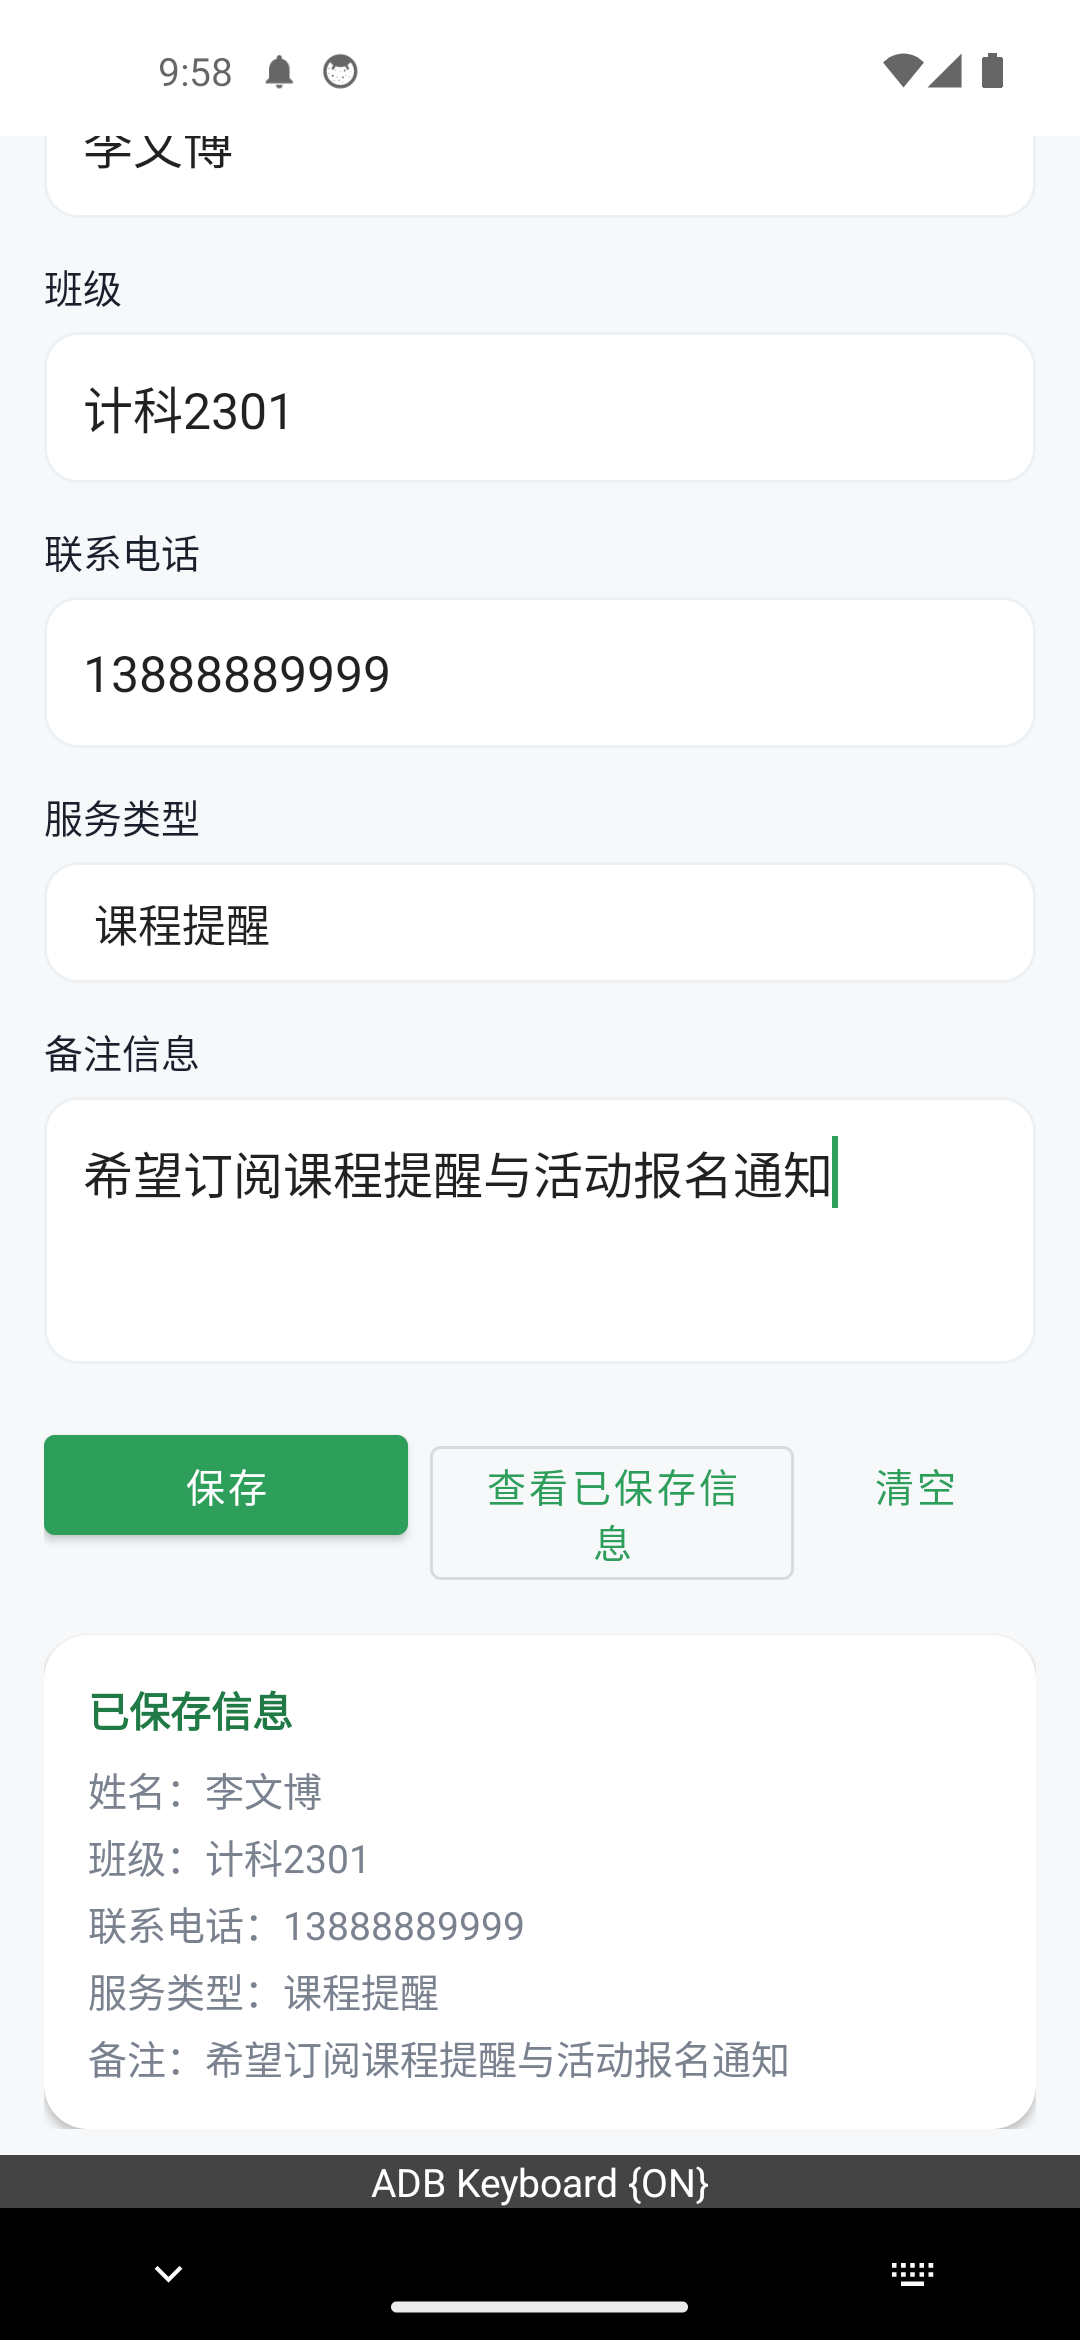 9:58
李文博
班级
计科2301
联系电话
13888889999
服务类型
课程提醒
备注信息
希望订阅课程提醒与活动报名通知
保存
查看已保存信
息
清空
已保存信息
姓名：李文博
班级：计科2301
联系电话：13888889999
服务类型：课程提醒
备注：希望订阅课程提醒与活动报名通知
ADB Keyboard {ON}